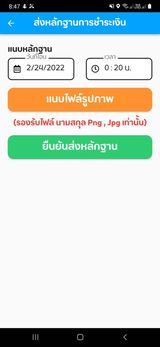 8:47
ส่งหลักฐานการชำระเงิน
แนบหลักฐาน
วันที่โอน
2/24/2022
เวลา
0 : 20 น.
แนบไฟล์รูปภาพ
(รองรับไฟล์ นามสกุล Png , Jpg เท่านั้น)
ยืนยันส่งหลักฐาน